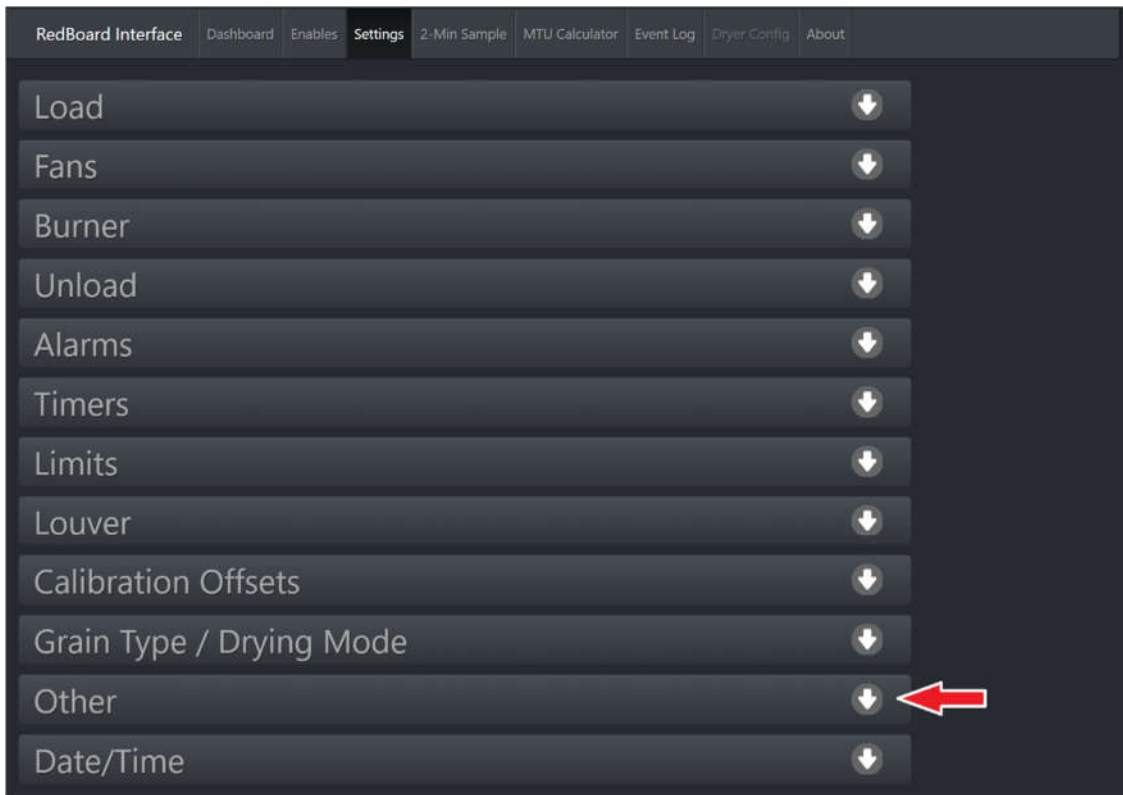 RedBoard Interface Dashboard Enables Settings 2-Min Sample MTU Calculator Event Log Dryer Config About
Load
Fans
Burner
Unload
Alarms
Timers
Limits
Louver
Calibration Offsets
Grain Type / Drying Mode
Other
Date/Time